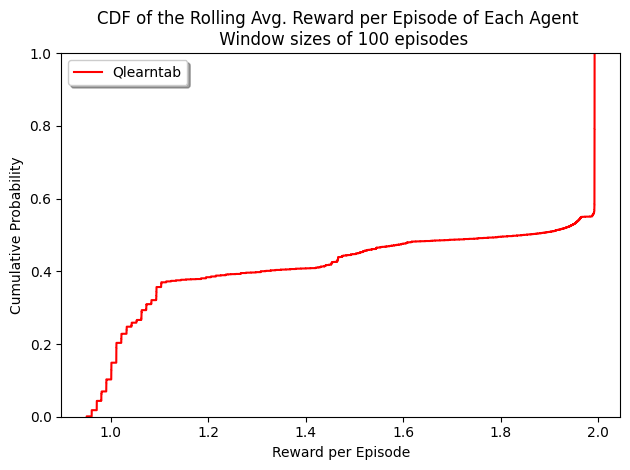 CDF of the Rolling Avg. Reward per Episode of Each Agent
Window sizes of 100 episodes
Qlearntab
1.0
0.8
0.6
0.4
0.2
0.0
Cumulative Probability
1.0 1.2 1.4 1.6 1.8 2.0
Reward per Episode